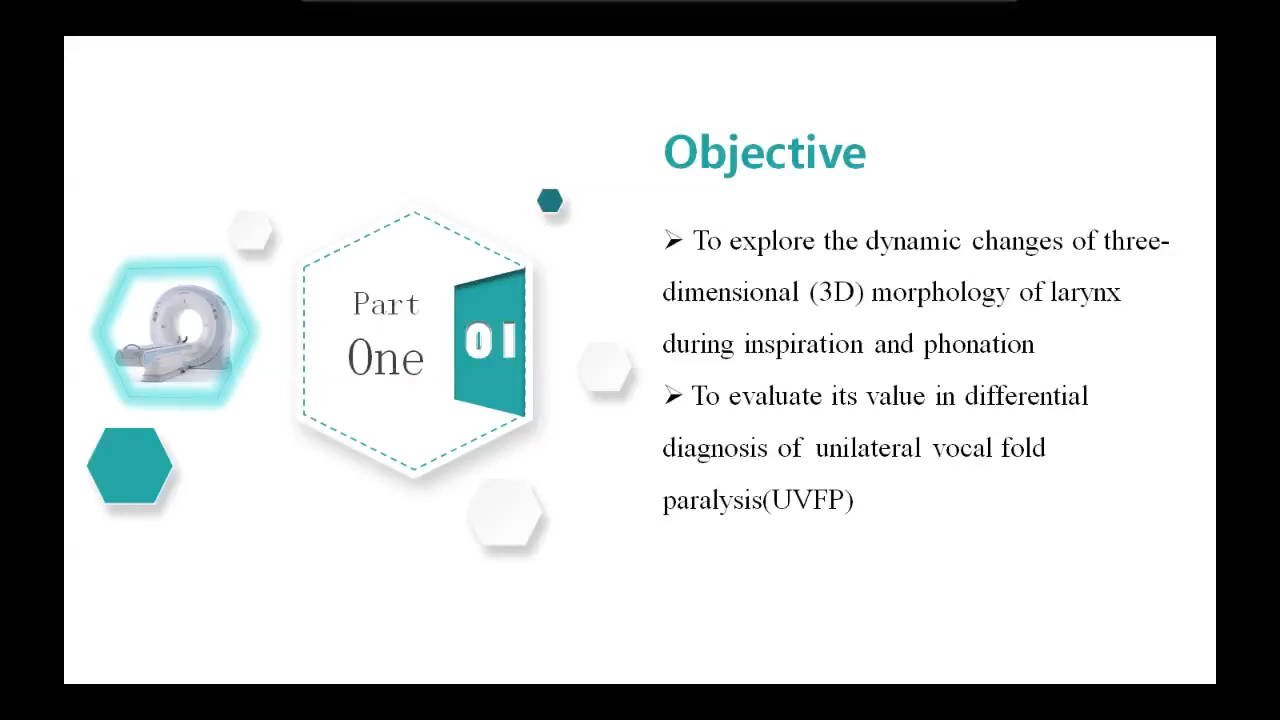 Objective
Part
One
01
➢ To explore the dynamic changes of three-
dimensional (3D) morphology of larynx
during inspiration and phonation
➢ To evaluate its value in differential
diagnosis of unilateral vocal fold
paralysis(UVFP)